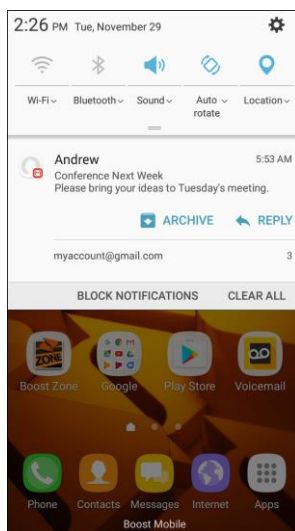 2:26 PM Tue, November 29
Wi-Fi Bluetooth Sound Auto rotate Location
Andrew 5:53 AM
Conference Next Week
Please bring your ideas to Tuesday's meeting.
ARCHIVE REPLY
myaccount@gmail.com 3
BLOCK NOTIFICATIONS CLEAR ALL
ZONE
Boost Zone Google Play Store Voicemail
Phone Contacts Messages Internet Apps
Boost Mobile